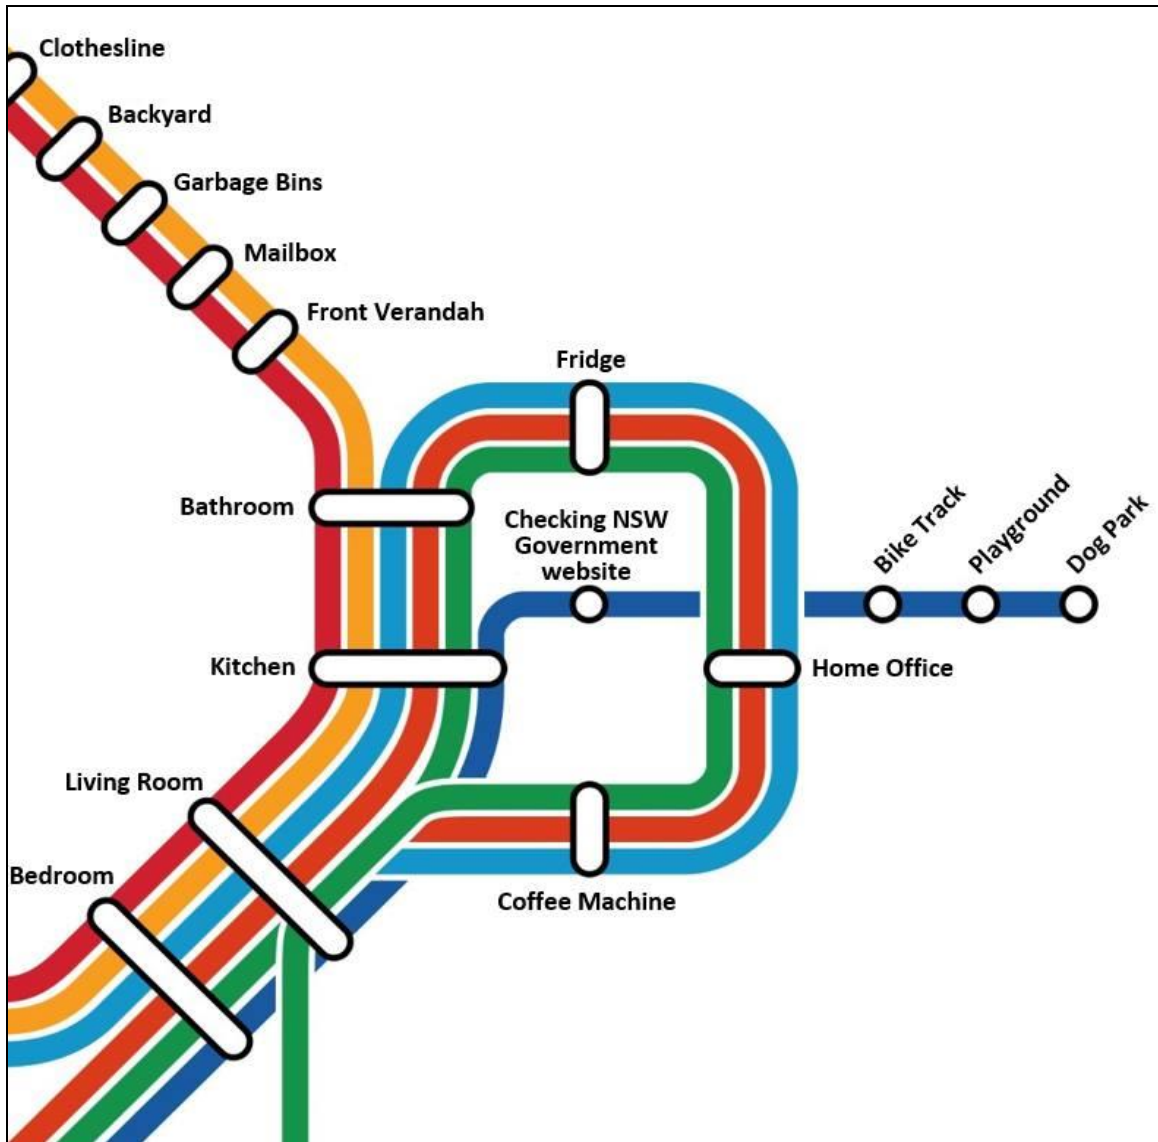 Clothesline
Backyard
Garbage Bins
Mailbox
Front Verandah
Fridge
Bathroom
Checking NSW
Government
website
Bike Track
Playground
Dog Park
Kitchen
Home Office
Living Room
Bedroom
Coffee Machine